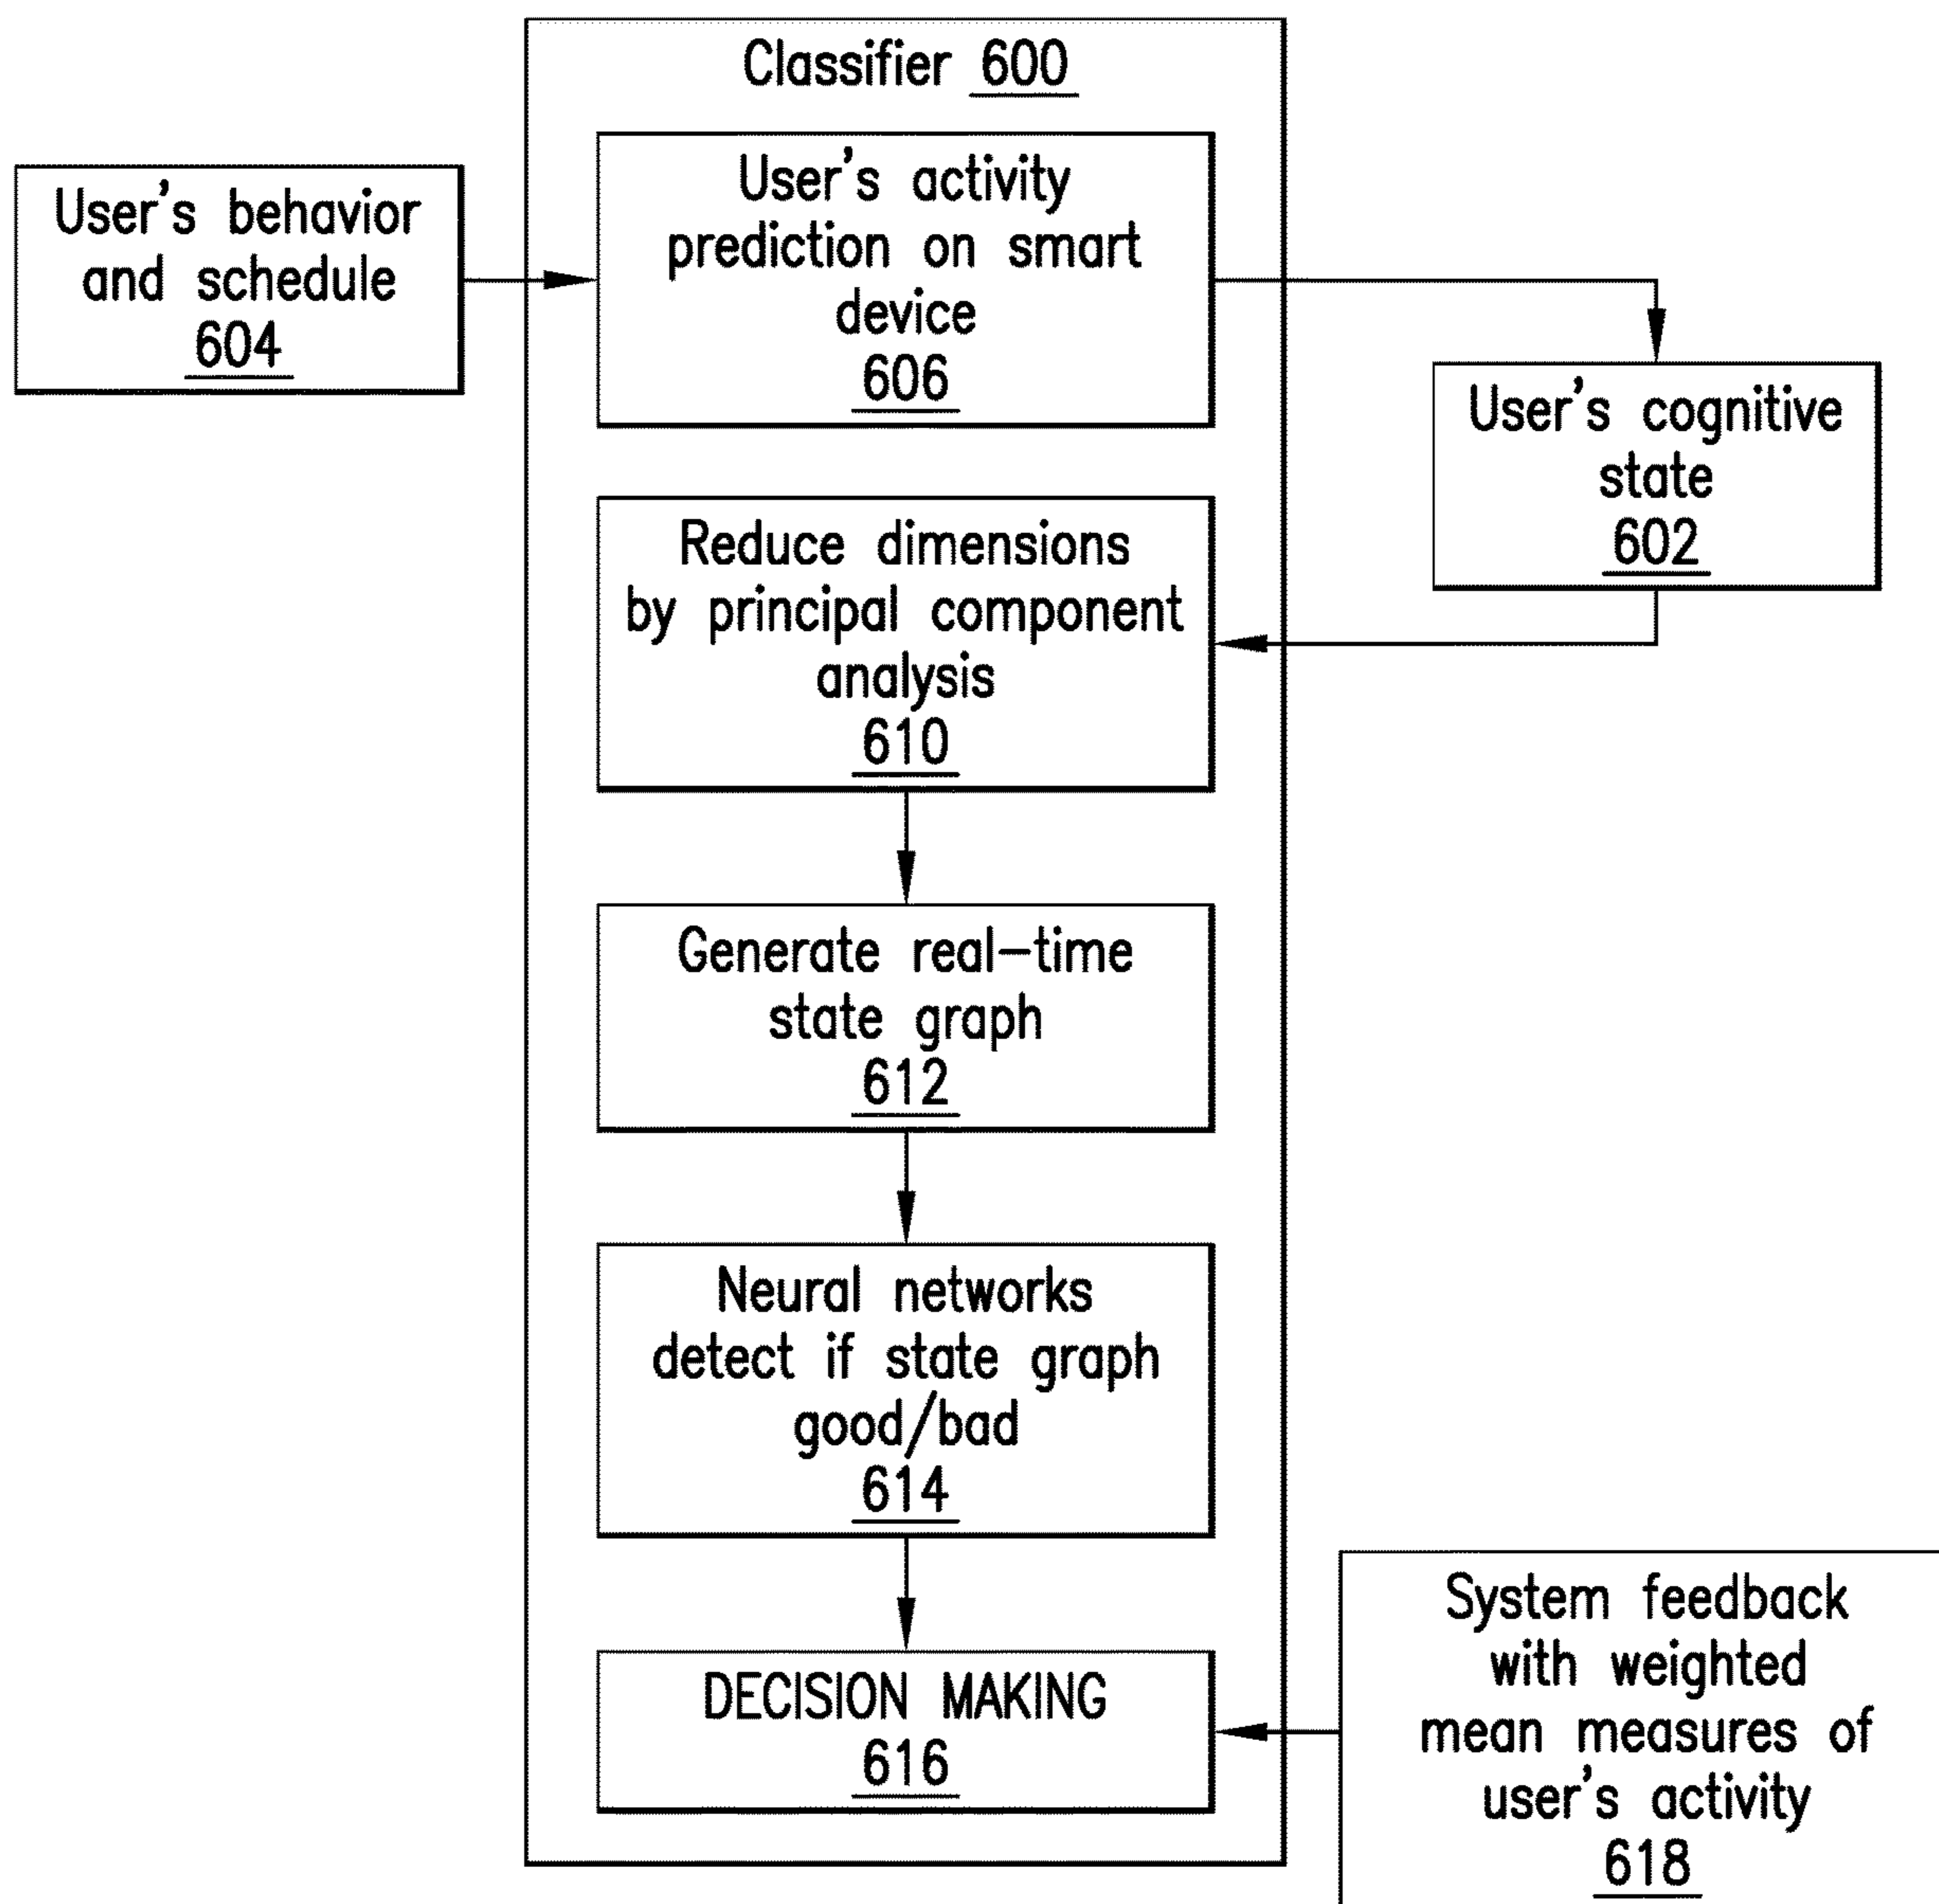 Classifier 600
User's behavior
and schedule
604
User's activity
prediction on smart
device
606
User's cognitive
state
602
Reduce dimensions
by principal component
analysis
610
Generate real-time
state graph
612
Neural networks
detect if state graph
good/bad
614
DECISION MAKING
616
System feedback
with weighted
mean measures of
user's activity
618